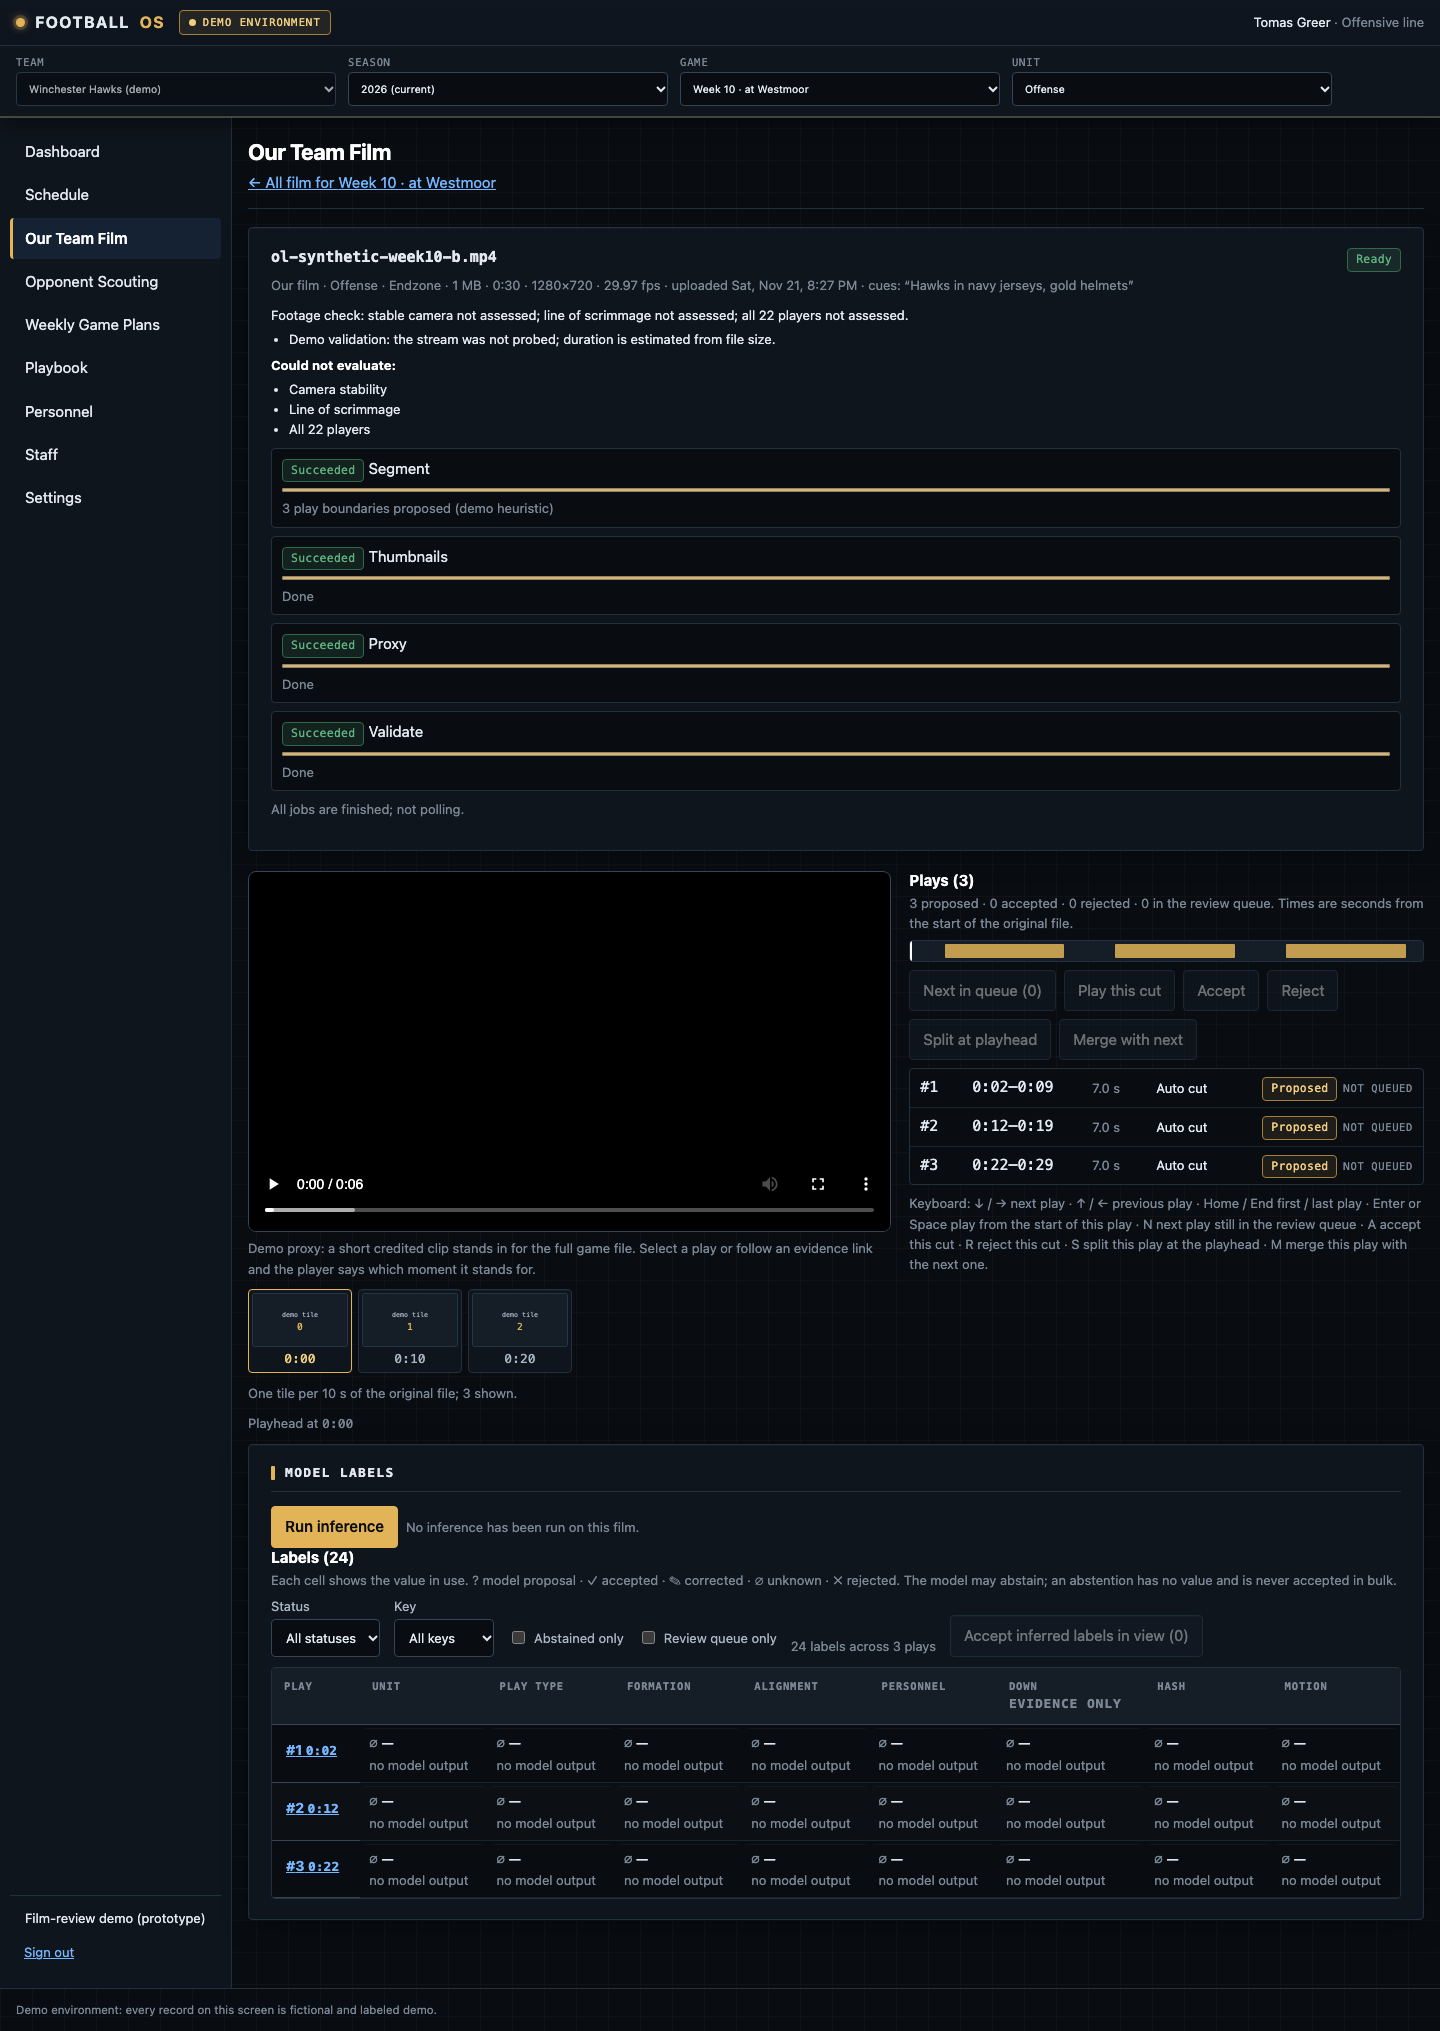 FOOTBALL OS
DEMO ENVIRONMENT
Tomas Greer · Offensive line
TEAM
Winchester Hawks (demo)
SEASON
2026 (current)
GAME
Week 10 · at Westmoor
UNIT
Offense
Dashboard
Schedule
Our Team Film
Opponent Scouting
Weekly Game Plans
Playbook
Personnel
Staff
Settings
Film-review demo (prototype)
Sign out
Our Team Film
← All film for Week 10 · at Westmoor
ol-synthetic-week10-b.mp4
Ready
Our film · Offense · Endzone · 1 MB · 0:30 · 1280×720 · 29.97 fps · uploaded Sat, Nov 21, 8:27 PM · cues: “Hawks in navy jerseys, gold helmets”
Footage check: stable camera not assessed; line of scrimmage not assessed; all 22 players not assessed.
• Demo validation: the stream was not probed; duration is estimated from file size.
Could not evaluate:
• Camera stability
• Line of scrimmage
• All 22 players
Succeeded Segment
3 play boundaries proposed (demo heuristic)
Succeeded Thumbnails
Done
Succeeded Proxy
Done
Succeeded Validate
Done
All jobs are finished; not polling.
0:00 / 0:06
Demo proxy: a short credited clip stands in for the full game file. Select a play or follow an evidence link
and the player says which moment it stands for.
demo tile
0
0:00
demo tile
1
0:10
demo tile
2
0:20
One tile per 10 s of the original file; 3 shown.
Playhead at 0:00
Plays (3)
3 proposed · 0 accepted · 0 rejected · 0 in the review queue. Times are seconds from
the start of the original file.
Next in queue (0)
Play this cut
Accept
Reject
Split at playhead
Merge with next
#1 0:02–0:09 7.0 s Auto cut Proposed NOT QUEUED
#2 0:12–0:19 7.0 s Auto cut Proposed NOT QUEUED
#3 0:22–0:29 7.0 s Auto cut Proposed NOT QUEUED
Keyboard: ↓ / → next play · ↑ / ← previous play · Home / End first / last play · Enter or
Space play from the start of this play · N next play still in the review queue · A accept
this cut · R reject this cut · S split this play at the playhead · M merge this play with
the next one.
MODEL LABELS
Run inference
No inference has been run on this film.
Labels (24)
Each cell shows the value in use. ? model proposal · ✓ accepted · ✎ corrected · ∅ unknown · ✕ rejected. The model may abstain; an abstention has no value and is never accepted in bulk.
Status
All statuses
Key
All keys
Abstained only
Review queue only
24 labels across 3 plays
Accept inferred labels in view (0)
PLAY UNIT PLAY TYPE FORMATION ALIGNMENT PERSONNEL DOWN HASH MOTION
EVIDENCE ONLY
#1 0:02 ∅ — ∅ — ∅ — ∅ — ∅ — ∅ — ∅ — ∅ —
no model output no model output no model output no model output no model output no model output no model output no model output
#2 0:12 ∅ — ∅ — ∅ — ∅ — ∅ — ∅ — ∅ — ∅ —
no model output no model output no model output no model output no model output no model output no model output no model output
#3 0:22 ∅ — ∅ — ∅ — ∅ — ∅ — ∅ — ∅ — ∅ —
no model output no model output no model output no model output no model output no model output no model output no model output
Demo environment: every record on this screen is fictional and labeled demo.